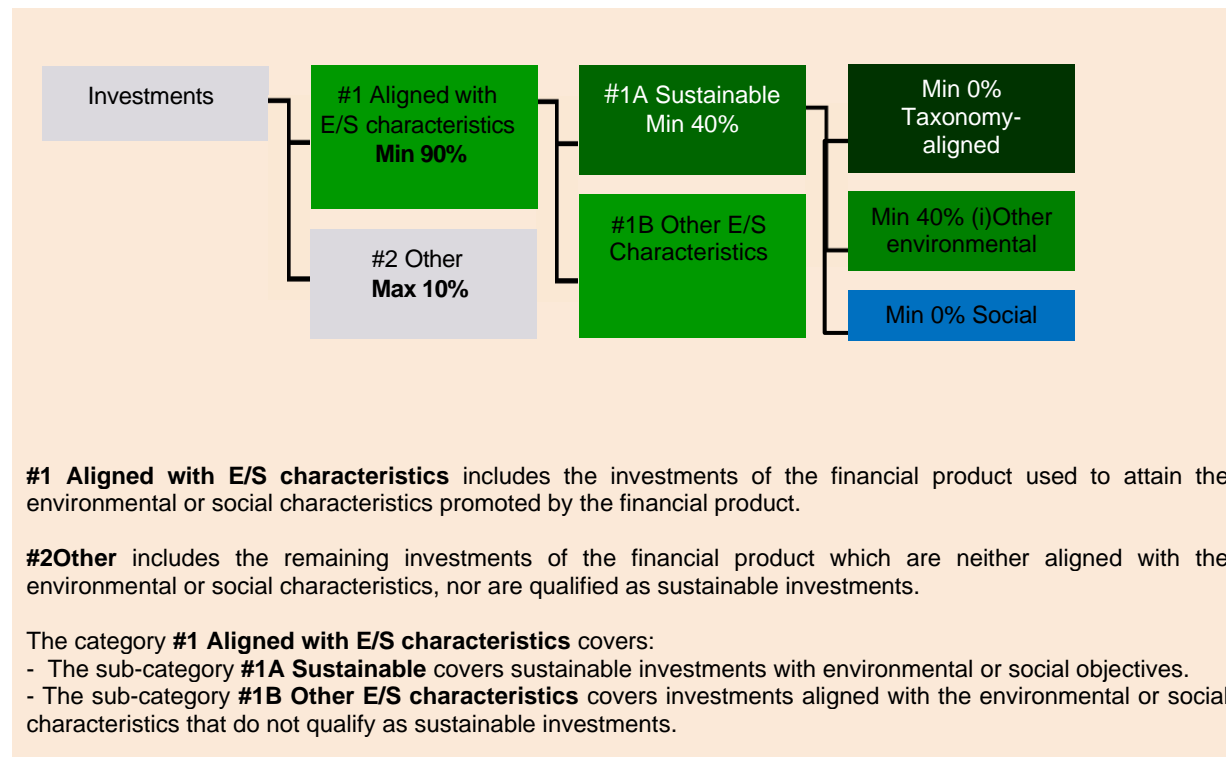 Investments
#1 Aligned with
E/S characteristics
Min 90%
#2 Other
Max 10%
#1A Sustainable
Min 40%
#1B Other E/S
Characteristics
Min 0%
Taxonomy-
aligned
Min 40% (i)Other
environmental
Min 0% Social
#1 Aligned with E/S characteristics includes the investments of the financial product used to attain the
environmental or social characteristics promoted by the financial product.
#2Other includes the remaining investments of the financial product which are neither aligned with the
environmental or social characteristics, nor are qualified as sustainable investments.
The category #1 Aligned with E/S characteristics covers:
- The sub-category #1A Sustainable covers sustainable investments with environmental or social objectives.
- The sub-category #1B Other E/S characteristics covers investments aligned with the environmental or social
characteristics that do not qualify as sustainable investments.